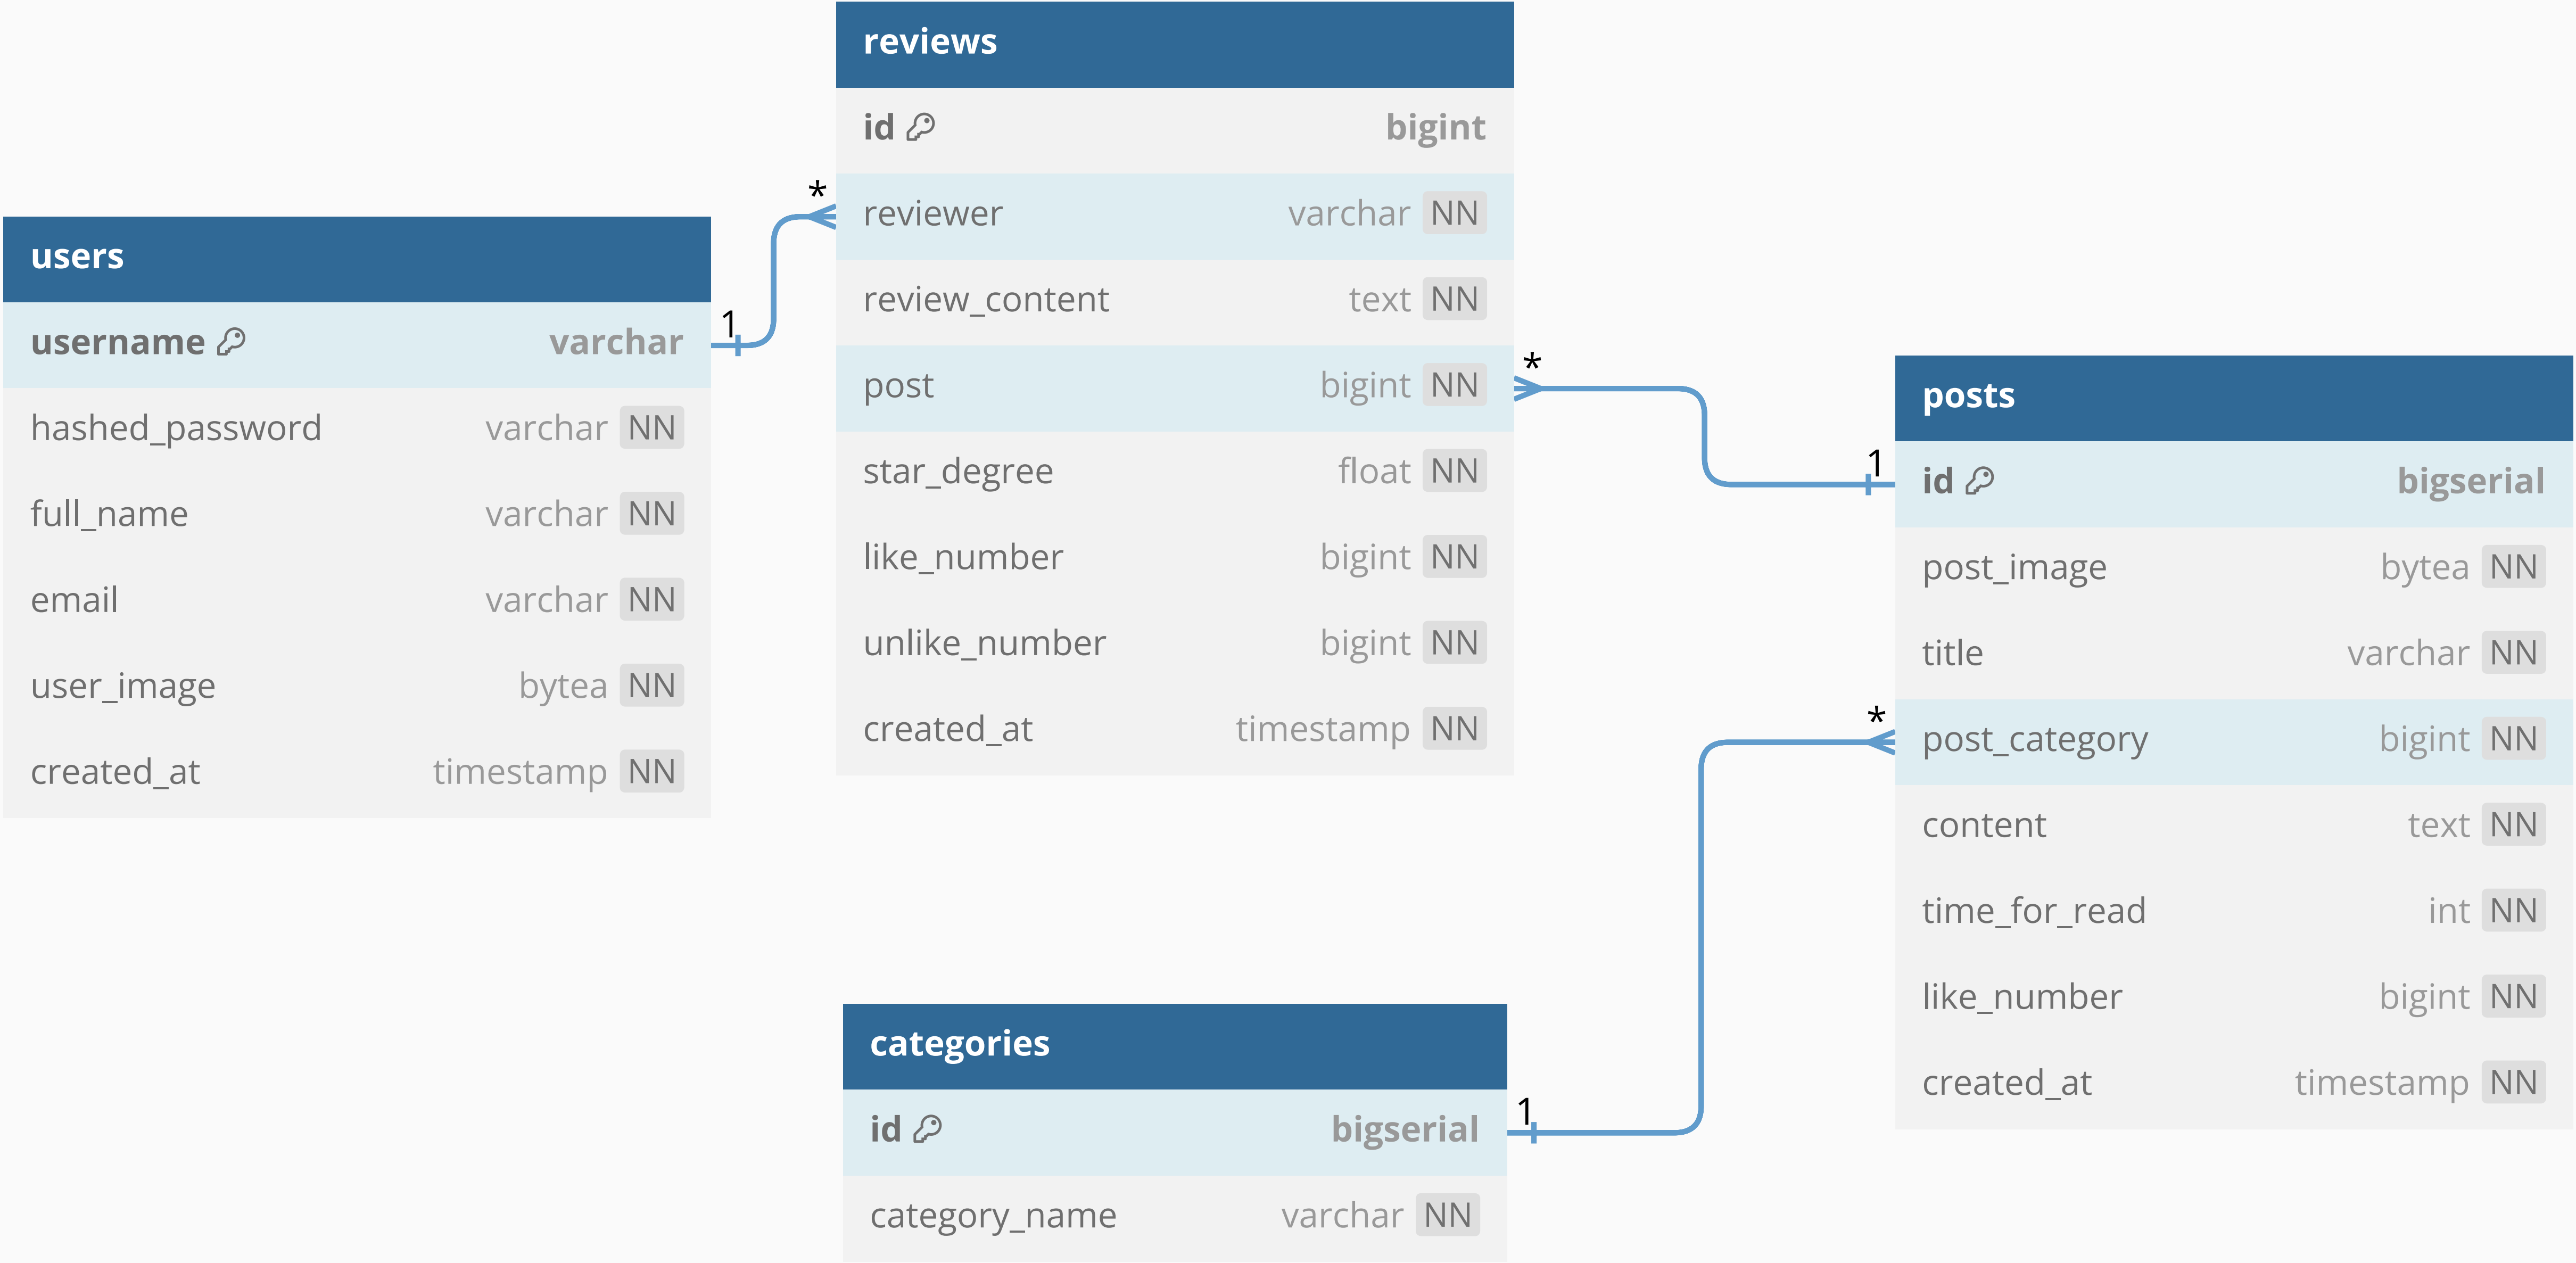 users
username varchar
hashed_password varchar NN
full_name varchar NN
email varchar NN
user_image bytea NN
created_at timestamp NN
1
*
reviews
id bigint
reviewer varchar NN
review_content text NN
post bigint NN
star_degree float NN
like_number bigint NN
unlike_number bigint NN
created_at timestamp NN
*
1
posts
id bigserial
post_image bytea NN
title varchar NN
post_category bigint NN
content text NN
time_for_read int NN
like_number bigint NN
created_at timestamp NN
*
1
categories
id bigserial
category_name varchar NN